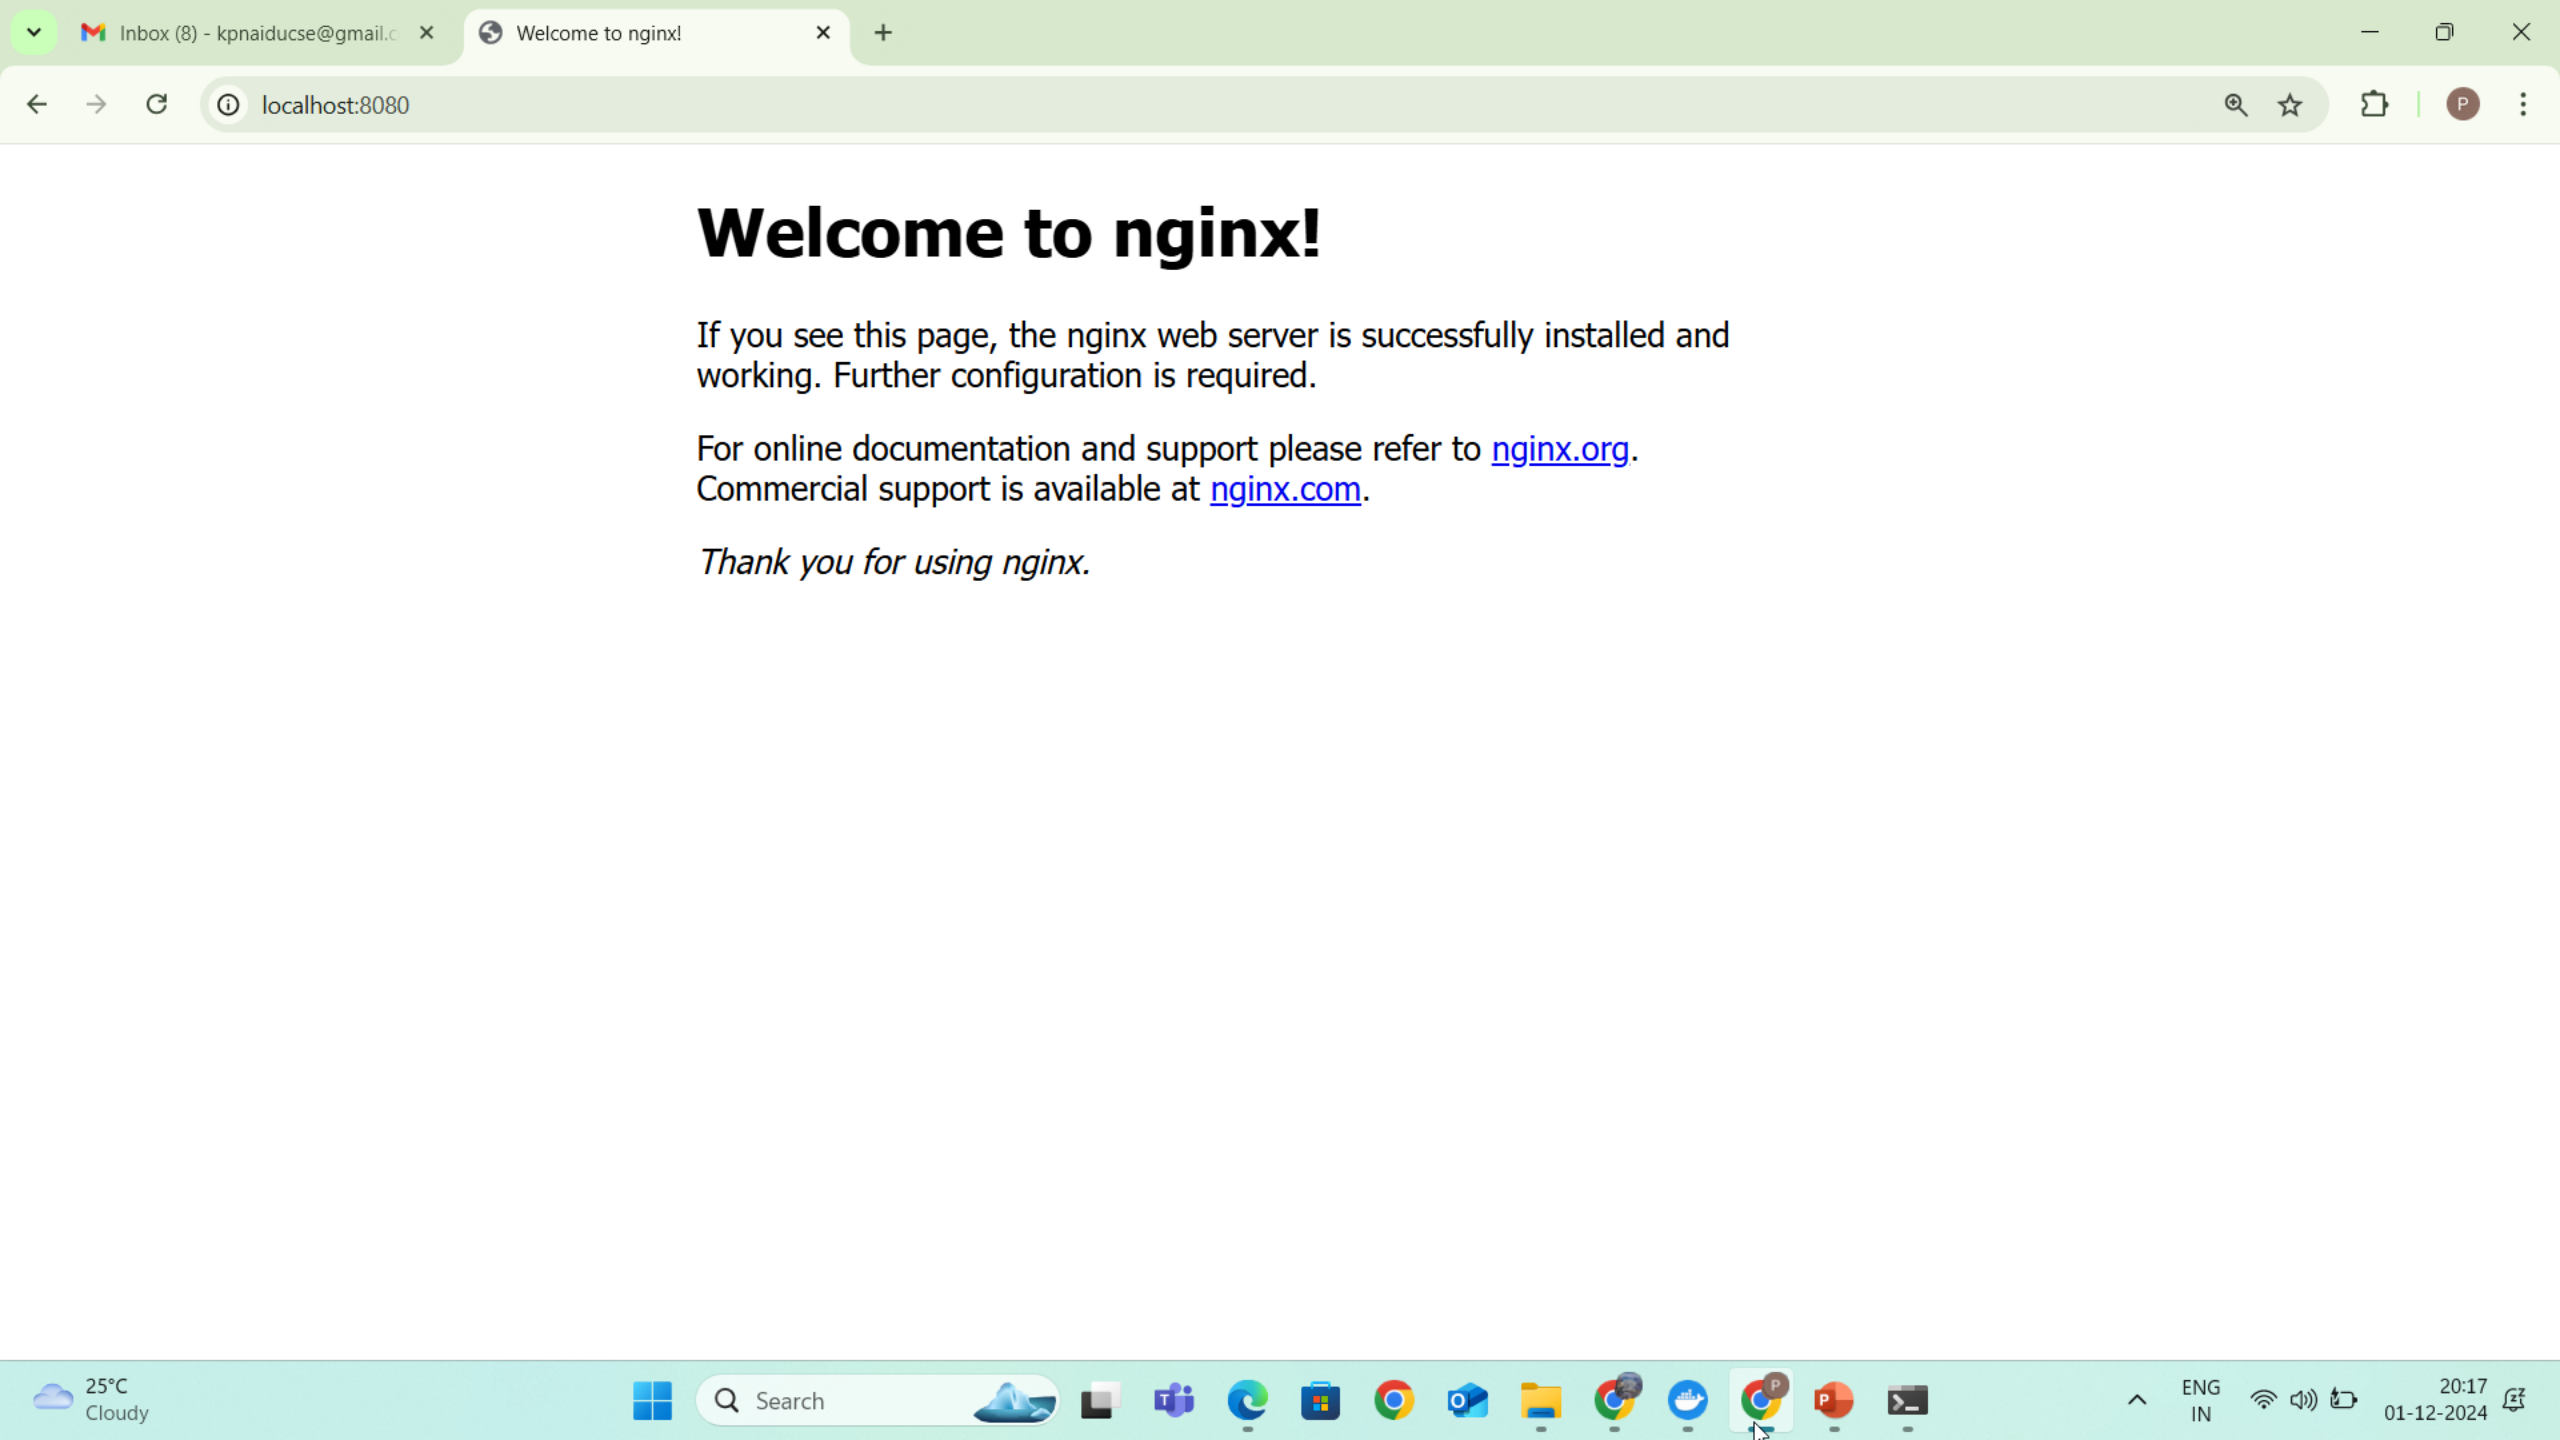 Inbox (8) - kpnaiducse@gmail.c
Welcome to nginx!
localhost:8080
P
Welcome to nginx!
If you see this page, the nginx web server is successfully installed and
working. Further configuration is required.
For online documentation and support please refer to nginx.org.
Commercial support is available at nginx.com.
Thank you for using nginx.
25°C
Cloudy
Search
ENG
IN
20:17
01-12-2024